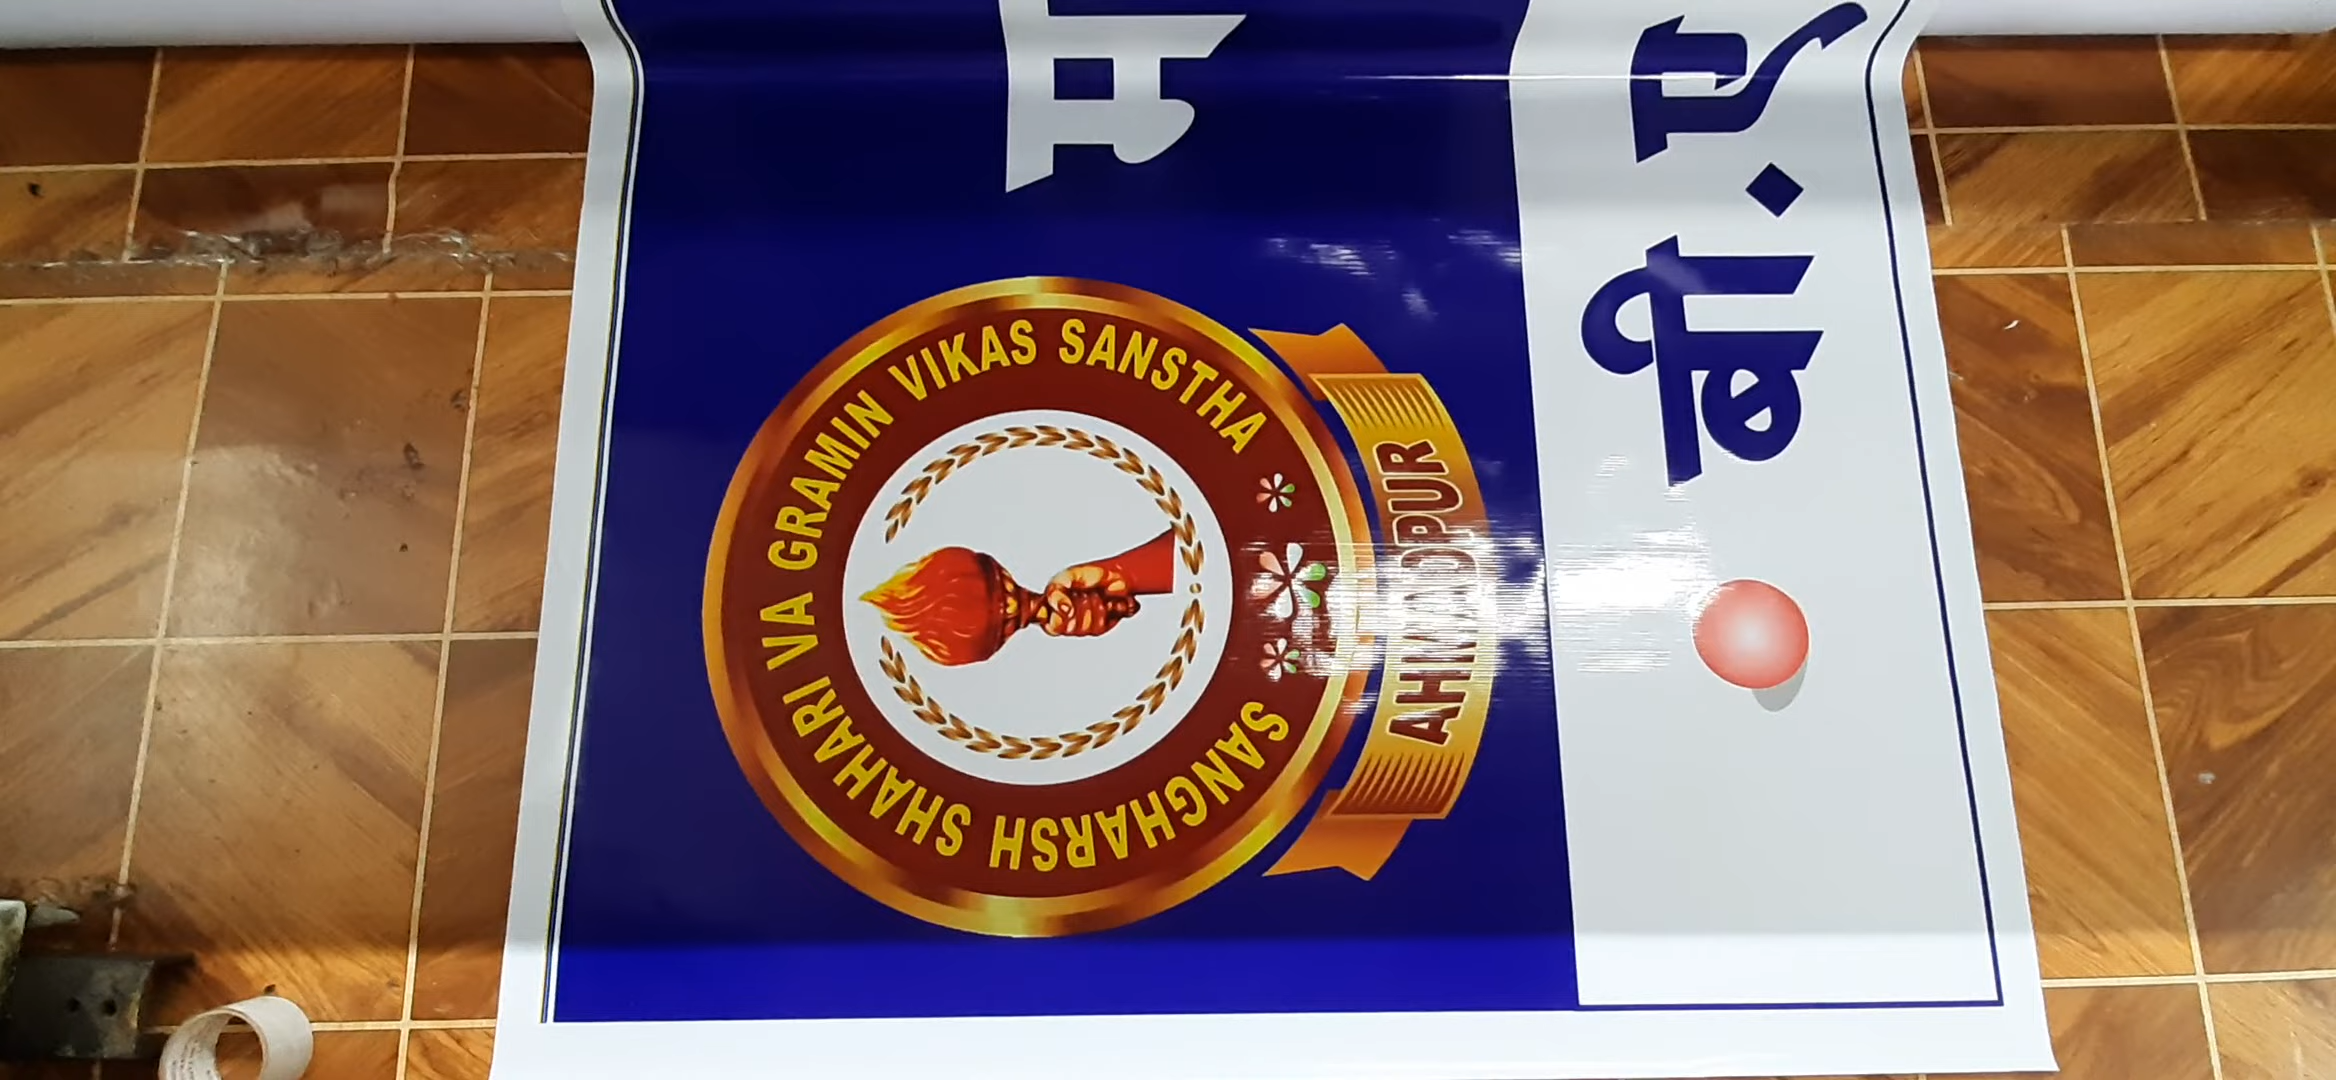 SANGHARSH SHAHARI VA GRAMIN VIKAS SANSTHA
AHMADPUR
म
बी.ए